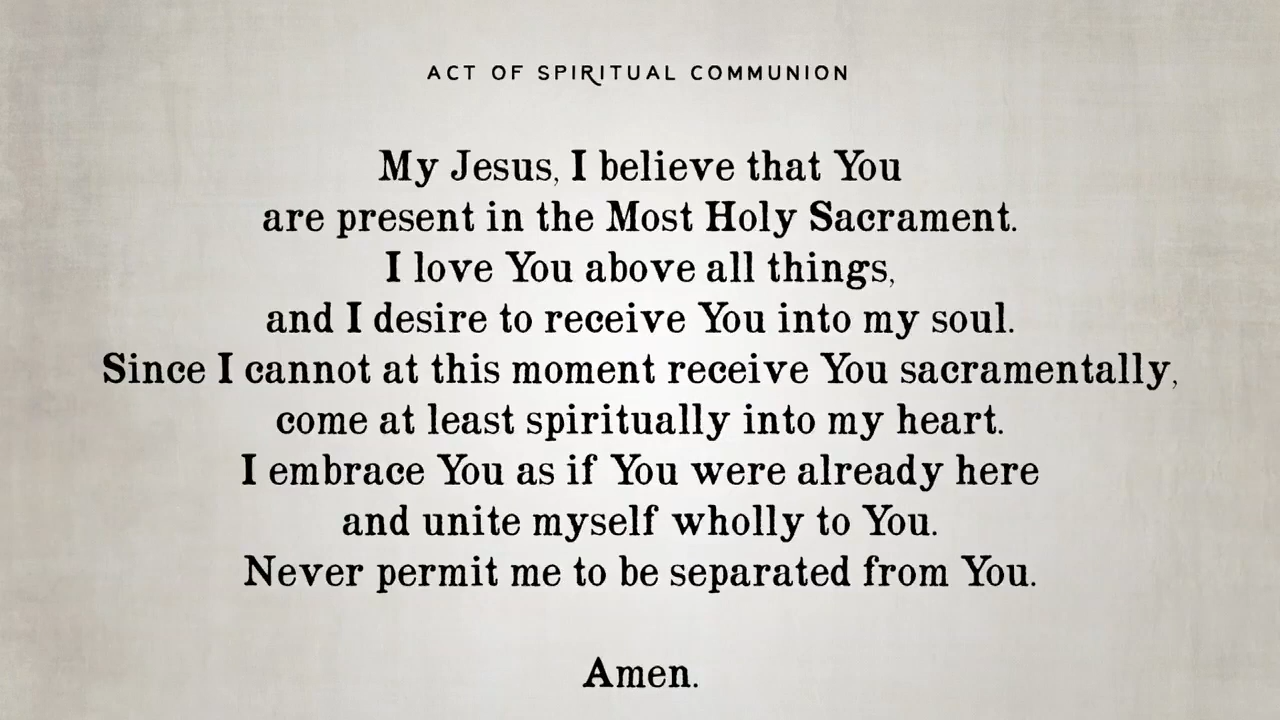 ACT OF SPIRITUAL COMMUNION
My Jesus, I believe that You
are present in the Most Holy Sacrament.
I love You above all things,
and I desire to receive You into my soul.
Since I cannot at this moment receive You sacramentally,
come at least spiritually into my heart.
I embrace You as if You were already here
and unite myself wholly to You.
Never permit me to be separated from You.
Amen.